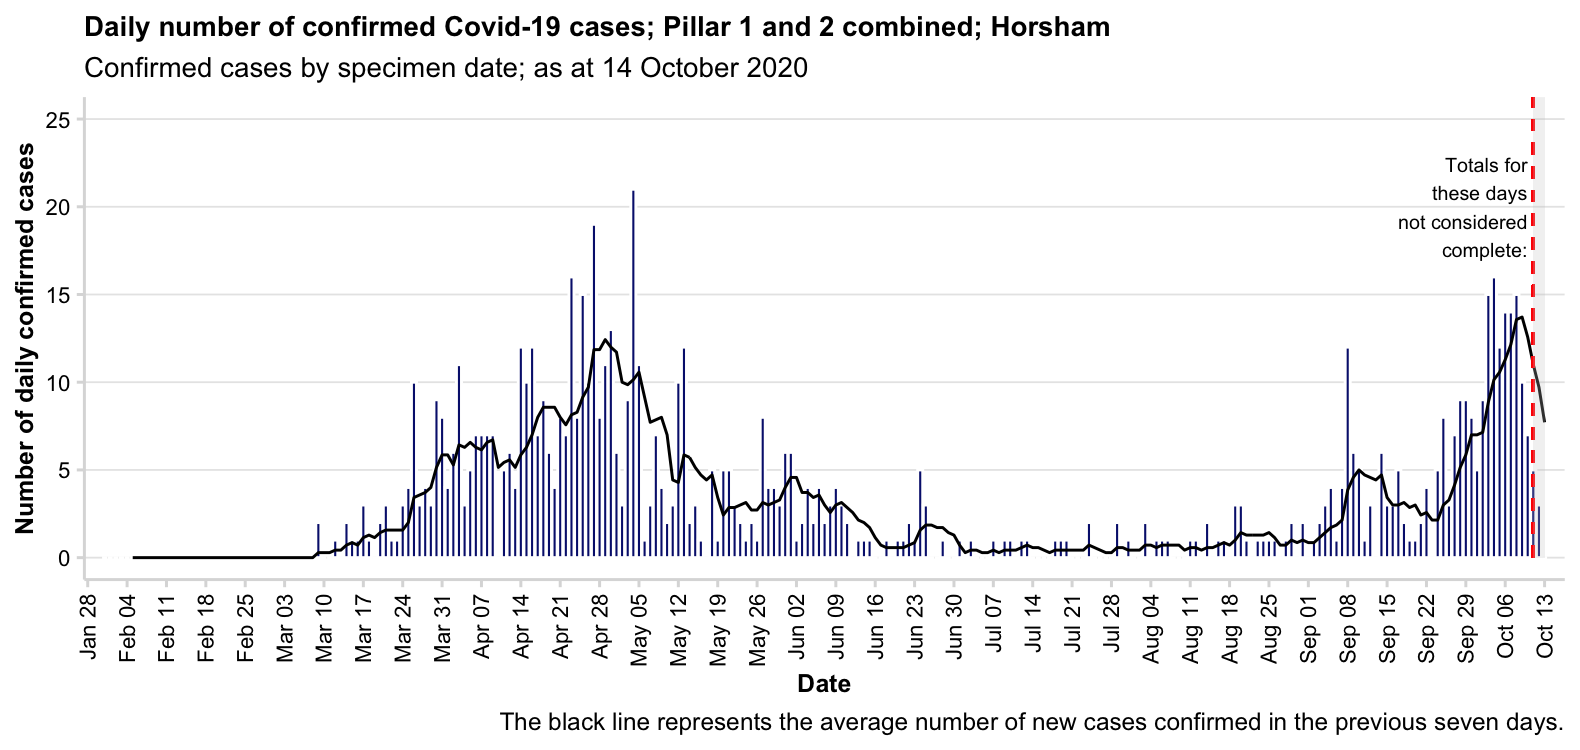 Daily number of confirmed Covid-19 cases; Pillar 1 and 2 combined; Horsham
Confirmed cases by specimen date; as at 14 October 2020
Number of daily confirmed cases
25
20
15
10
5
0
Totals for
these days
not considered
complete:
Jan 28
Feb 04
Feb 11
Feb 18
Feb 25
Mar 03
Mar 10
Mar 17
Mar 24
Mar 31
Apr 07
Apr 14
Apr 21
Apr 28
May 05
May 12
May 19
May 26
Jun 02
Jun 09
Jun 16
Jun 23
Jun 30
Jul 07
Jul 14
Jul 21
Jul 28
Aug 04
Aug 11
Aug 18
Aug 25
Sep 01
Sep 08
Sep 15
Sep 22
Sep 29
Oct 06
Oct 13
Date
The black line represents the average number of new cases confirmed in the previous seven days.